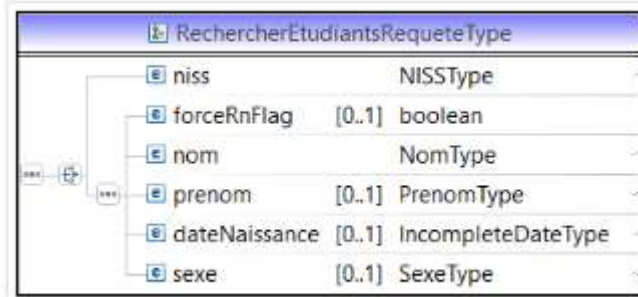 RechercherEtudiantsRequeteType
niss NISSType
forceRnFlag [0..1] boolean
nom NomType
prenom [0..1] PrenomType
dateNaissance [0..1] IncompleteDateType
sexe [0..1] SexeType